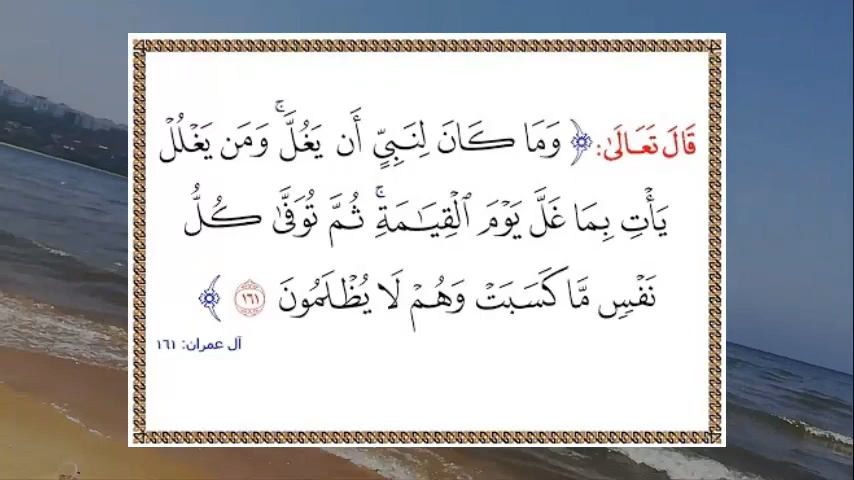 قَالَ تَعَالَىٰ: ﴿ وَمَا كَانَ لِنَبِيٍّ أَن يَغُلَّۚ وَمَن يَغْلُلْ
يَأْتِ بِمَا غَلَّ يَوْمَ ٱلْقِيَـٰمَةِۚ ثُمَّ تُوَفَّىٰ كُلُّ
نَفْسٍ مَّا كَسَبَتْ وَهُمْ لَا يُظْلَمُونَ ١٦١ ﴾
آل عمران: ١٦١